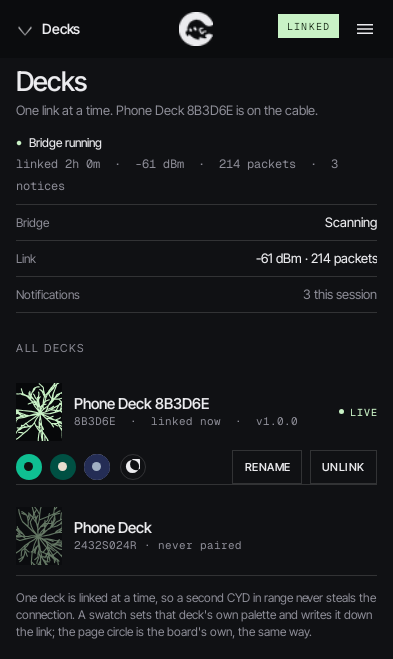 Decks
LINKED
Decks
One link at a time. Phone Deck 8B3D6E is on the cable.
Bridge running
linked 2h 0m · -61 dBm · 214 packets · 3
notices
Bridge Scanning
Link -61 dBm · 214 packets
Notifications 3 this session
ALL DECKS
Phone Deck 8B3D6E
8B3D6E · linked now · v1.0.0
LIVE
RENAME UNLINK
Phone Deck
2432S024R · never paired
One deck is linked at a time, so a second CYD in range never steals the
connection. A swatch sets that deck's own palette and writes it down
the link; the page circle is the board's own, the same way.